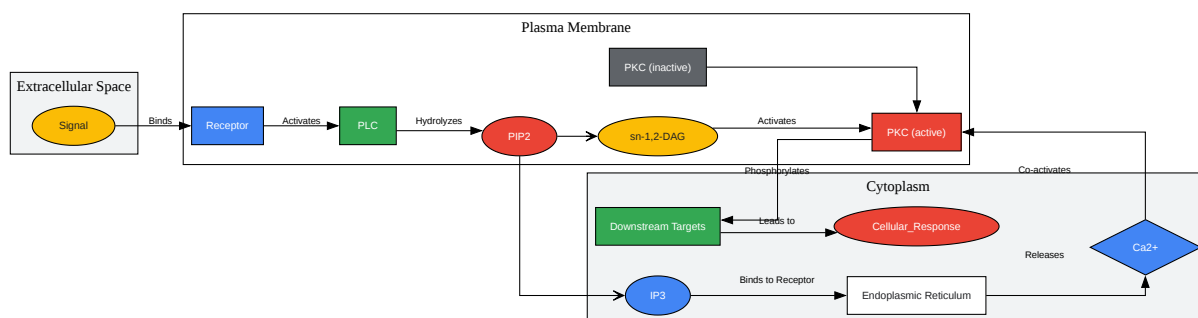 Plasma Membrane
PKC (inactive)
Extracellular Space
Signal
Binds
Receptor
Activates
PLC
Hydrolyzes
PIP2
sn-1,2-DAG
Activates
PKC (active)
Phosphorylates
Co-activates
Cytoplasm
Downstream Targets
Leads to
Cellular_Response
Ca2+
Releases
IP3
Binds to Receptor
Endoplasmic Reticulum